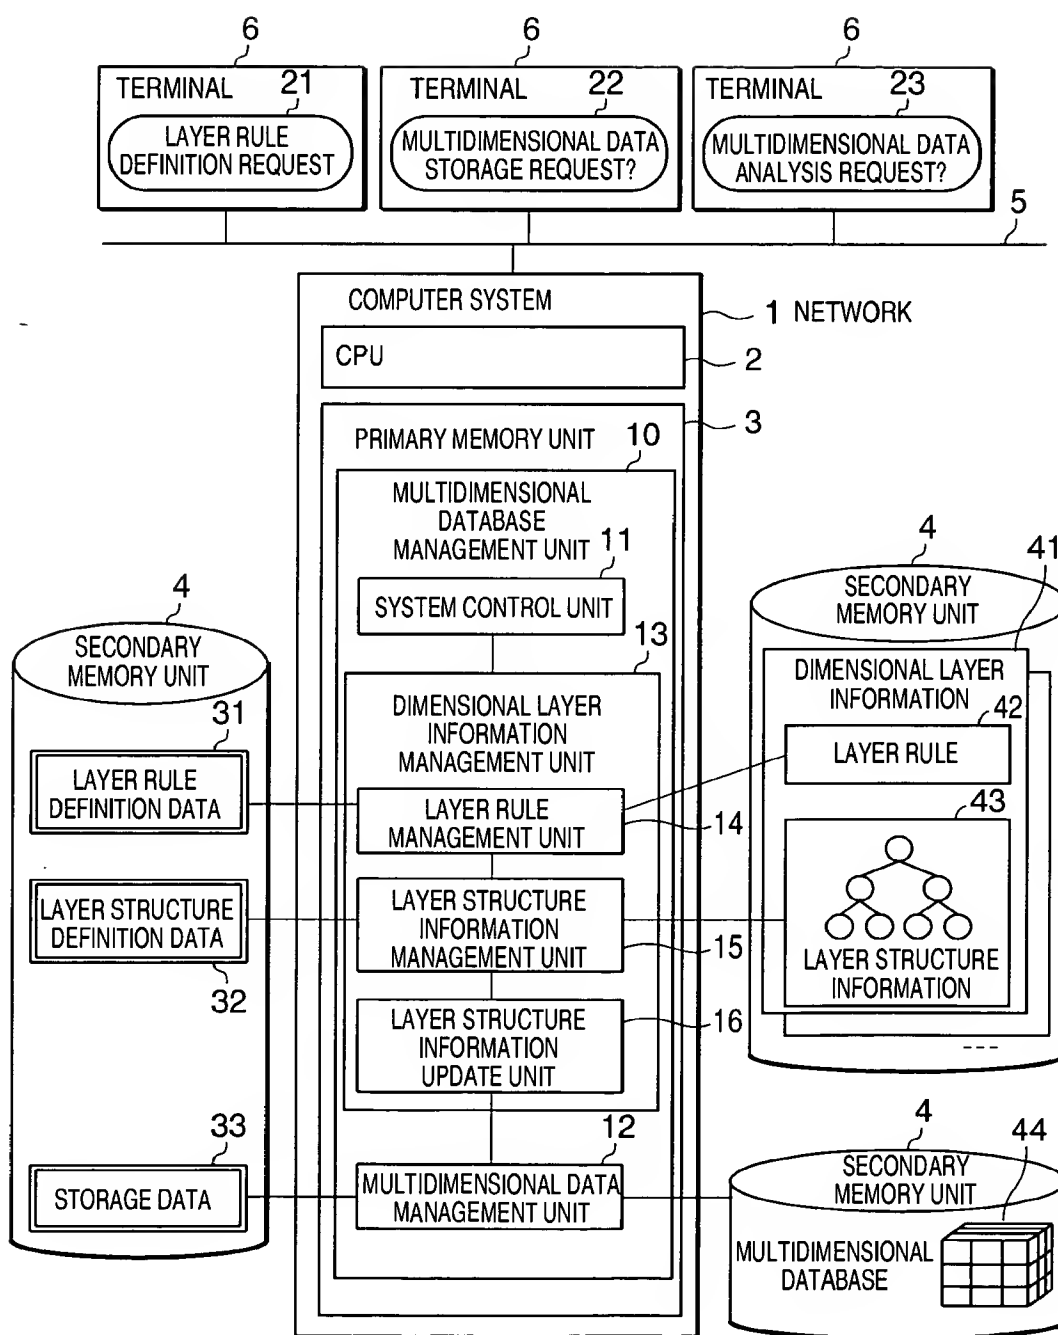 6
6
6
TERMINAL
21
LAYER RULE
DEFINITION REQUEST
TERMINAL
22
MULTIDIMENSIONAL DATA
STORAGE REQUEST?
TERMINAL
23
MULTIDIMENSIONAL DATA
ANALYSIS REQUEST?
5
COMPUTER SYSTEM
1 NETWORK
CPU
2
3
PRIMARY MEMORY UNIT
10
MULTIDIMENSIONAL
DATABASE
MANAGEMENT UNIT
11
SYSTEM CONTROL UNIT
13
DIMENSIONAL LAYER
INFORMATION
MANAGEMENT UNIT
LAYER RULE
MANAGEMENT UNIT
14
LAYER STRUCTURE
INFORMATION
MANAGEMENT UNIT
15
LAYER STRUCTURE
INFORMATION
UPDATE UNIT
16
12
MULTIDIMENSIONAL DATA
MANAGEMENT UNIT
4
SECONDARY
MEMORY UNIT
31
LAYER RULE
DEFINITION DATA
LAYER STRUCTURE
DEFINITION DATA
32
33
STORAGE DATA
4
41
SECONDARY
MEMORY UNIT
DIMENSIONAL LAYER
INFORMATION
42
LAYER RULE
43
LAYER STRUCTURE
INFORMATION
---
4
44
SECONDARY
MEMORY UNIT
MULTIDIMENSIONAL
DATABASE